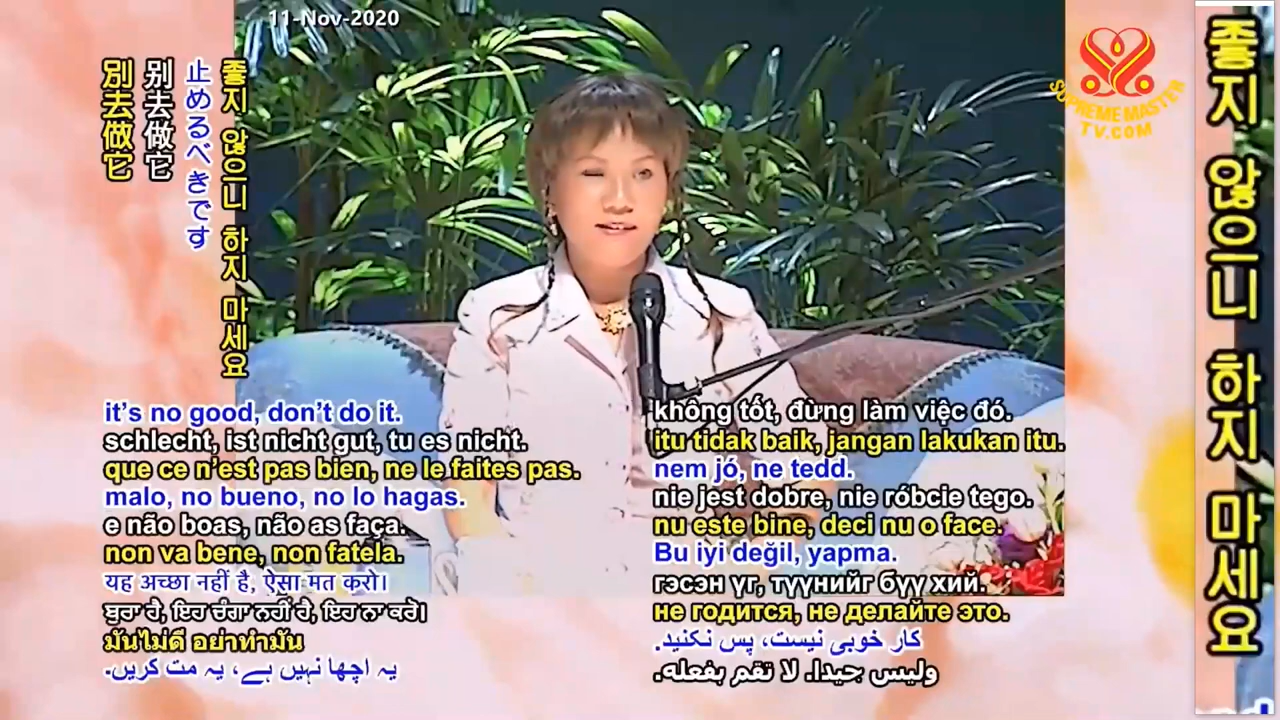 11-Nov-2020
SUPREME MASTER
TV.COM
좋지 않으니 하지 마세요
止めるべきです
别去做它
別去做它
it's no good, don't do it.
schlecht, ist nicht gut, tu es nicht.
que ce n'est pas bien, ne le faites pas.
malo, no bueno, no lo hagas.
e não boas, não as faça.
non va bene, non fatela.
यह अच्छा नहीं है, ऐसा मत करो।
ਬੁਰਾ ਹੈ, ਇਹ ਚੰਗਾ ਨਹੀਂ ਹੈ, ਇਹ ਨਾ ਕਰੋ।
มันไม่ดี อย่าทำมัน
یہ اچھا نہیں ہے، یہ مت کریں.
không tốt, đừng làm việc đó.
itu tidak baik, jangan lakukan itu.
nem jó, ne tedd.
nie jest dobre, nie róbcie tego.
nu este bine, deci nu o face.
Bu iyi değil, yapma.
гэсэн үг, түүнийг бүү хий.
не годится, не делайте это.
کار خوبی نیست، پس نکنید.
وليس جيدا. لا تقم بفعله.
좋지 않으니 하지 마세요